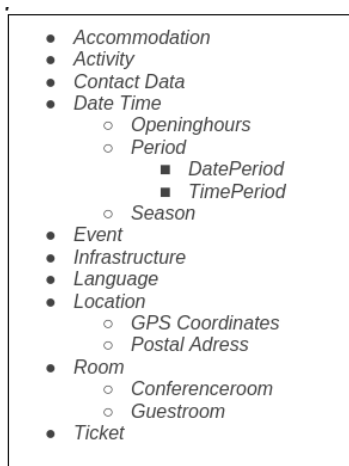 ● Accommodation
● Activity
● Contact Data
● Date Time
○ Openinghours
○ Period
■ DatePeriod
■ TimePeriod
○ Season
● Event
● Infrastructure
● Language
● Location
○ GPS Coordinates
○ Postal Adress
● Room
○ Conferenceroom
○ Guestroom
● Ticket